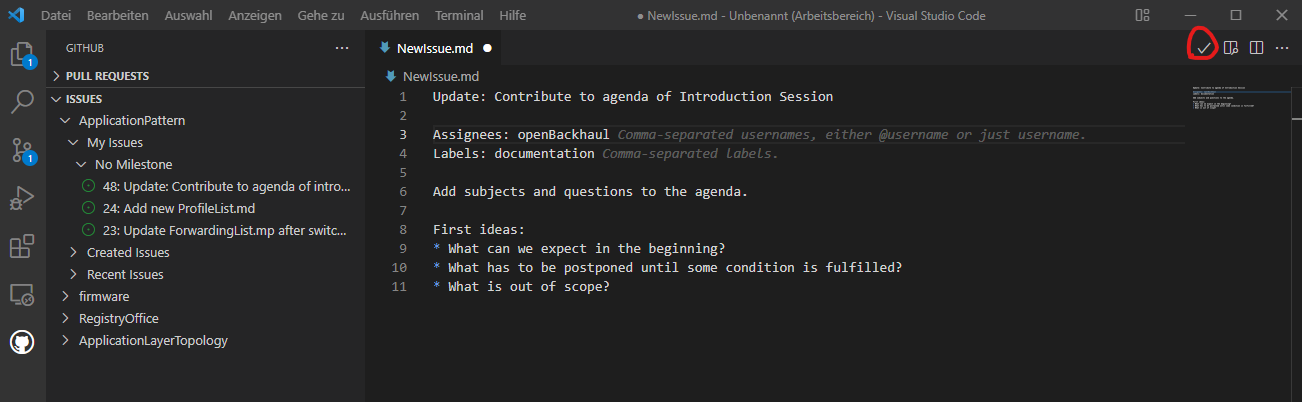 Datei Bearbeiten Auswahl Anzeigen Gehe zu Ausführen Terminal Hilfe ● NewIssue.md - Unbenannt (Arbeitsbereich) - Visual Studio Code
GITHUB ···
PULL REQUESTS
ISSUES
ApplicationPattern
My Issues
No Milestone
48: Update: Contribute to agenda of intro...
24: Add new ProfileList.md
23: Update ForwardingList.mp after switc...
Created Issues
Recent Issues
firmware
RegistryOffice
ApplicationLayerTopology
1
1
NewIssue.md ●
NewIssue.md
1 Update: Contribute to agenda of Introduction Session
2
3 Assignees: openBackhaul Comma-separated usernames, either @username or just username.
4 Labels: documentation Comma-separated labels.
5
6 Add subjects and questions to the agenda.
7
8 First ideas:
9 * What can we expect in the beginning?
10 * What has to be postponed until some condition is fulfilled?
11 * What is out of scope?